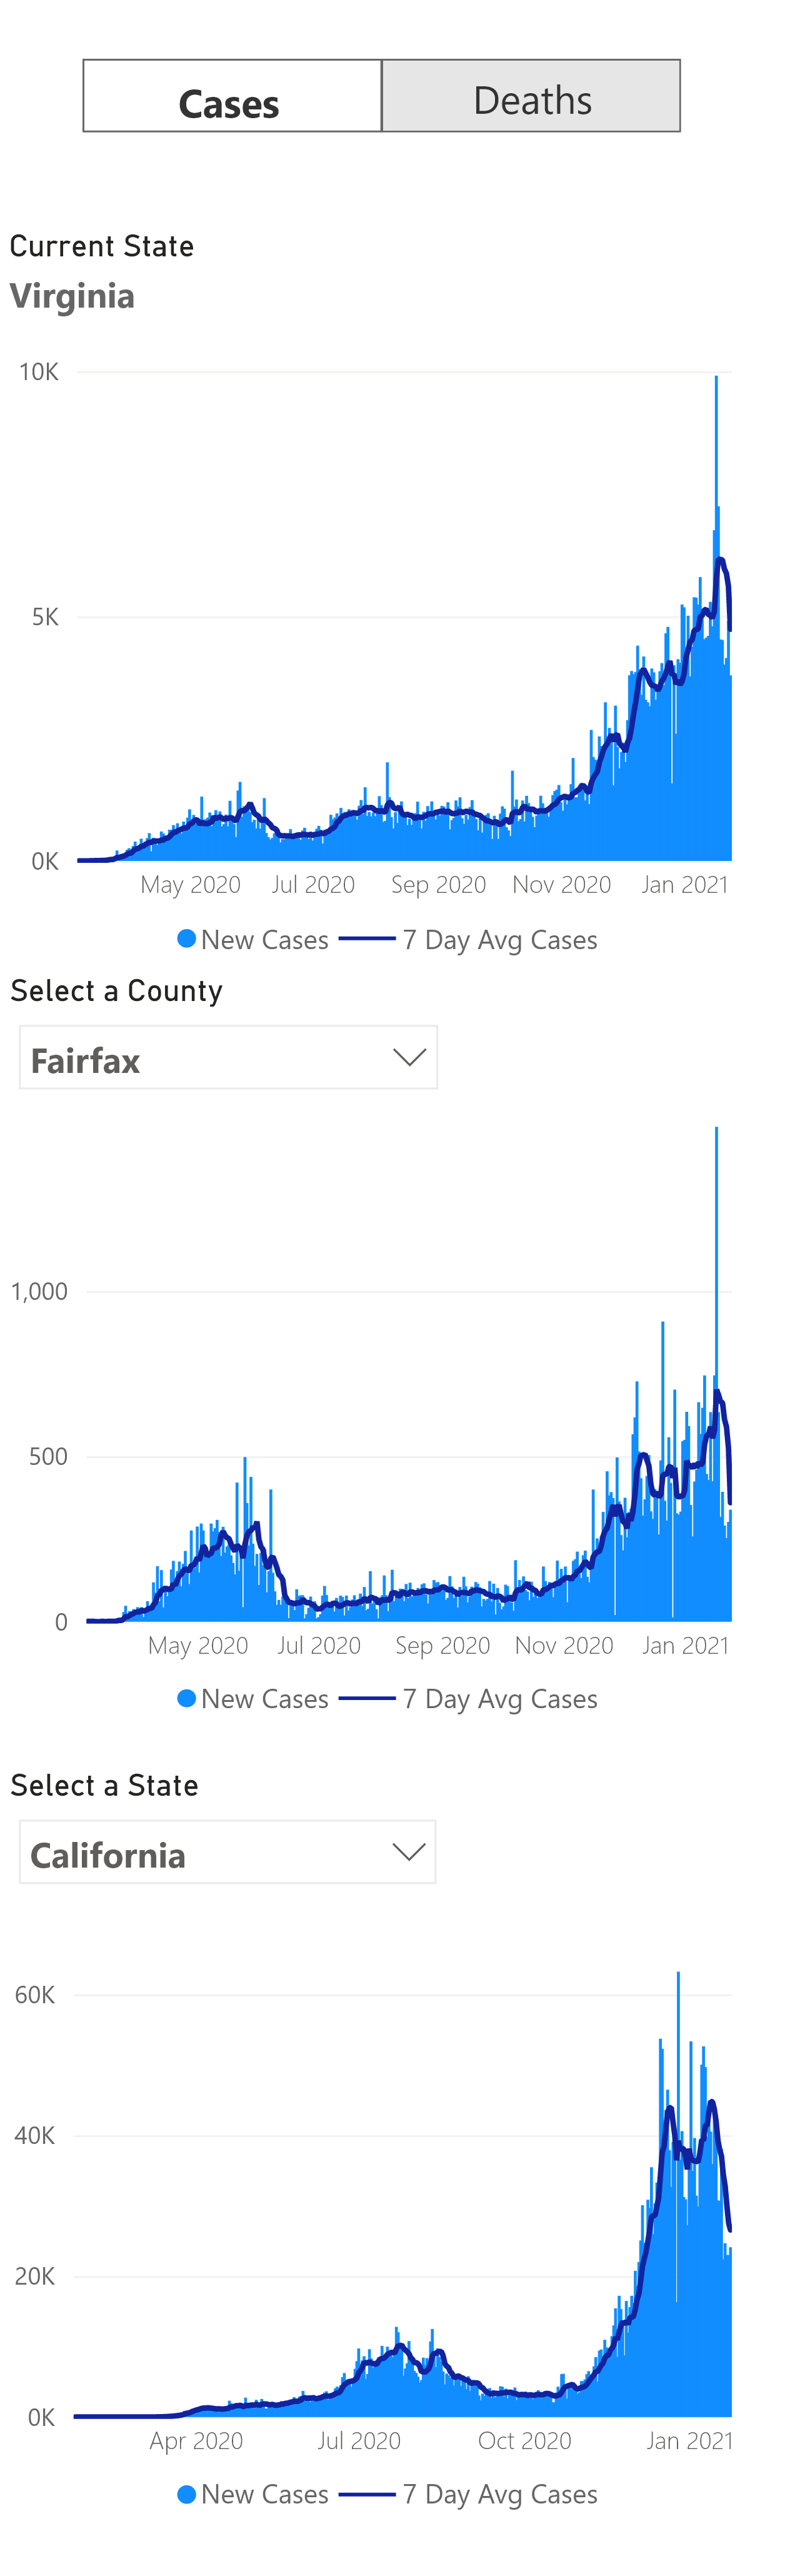 Cases Deaths
Current State
Virginia
10K
5K
0K
May 2020 Jul 2020 Sep 2020 Nov 2020 Jan 2021
New Cases 7 Day Avg Cases
Select a County
Fairfax
1,000
500
0
May 2020 Jul 2020 Sep 2020 Nov 2020 Jan 2021
New Cases 7 Day Avg Cases
Select a State
California
60K
40K
20K
0K
Apr 2020 Jul 2020 Oct 2020 Jan 2021
New Cases 7 Day Avg Cases